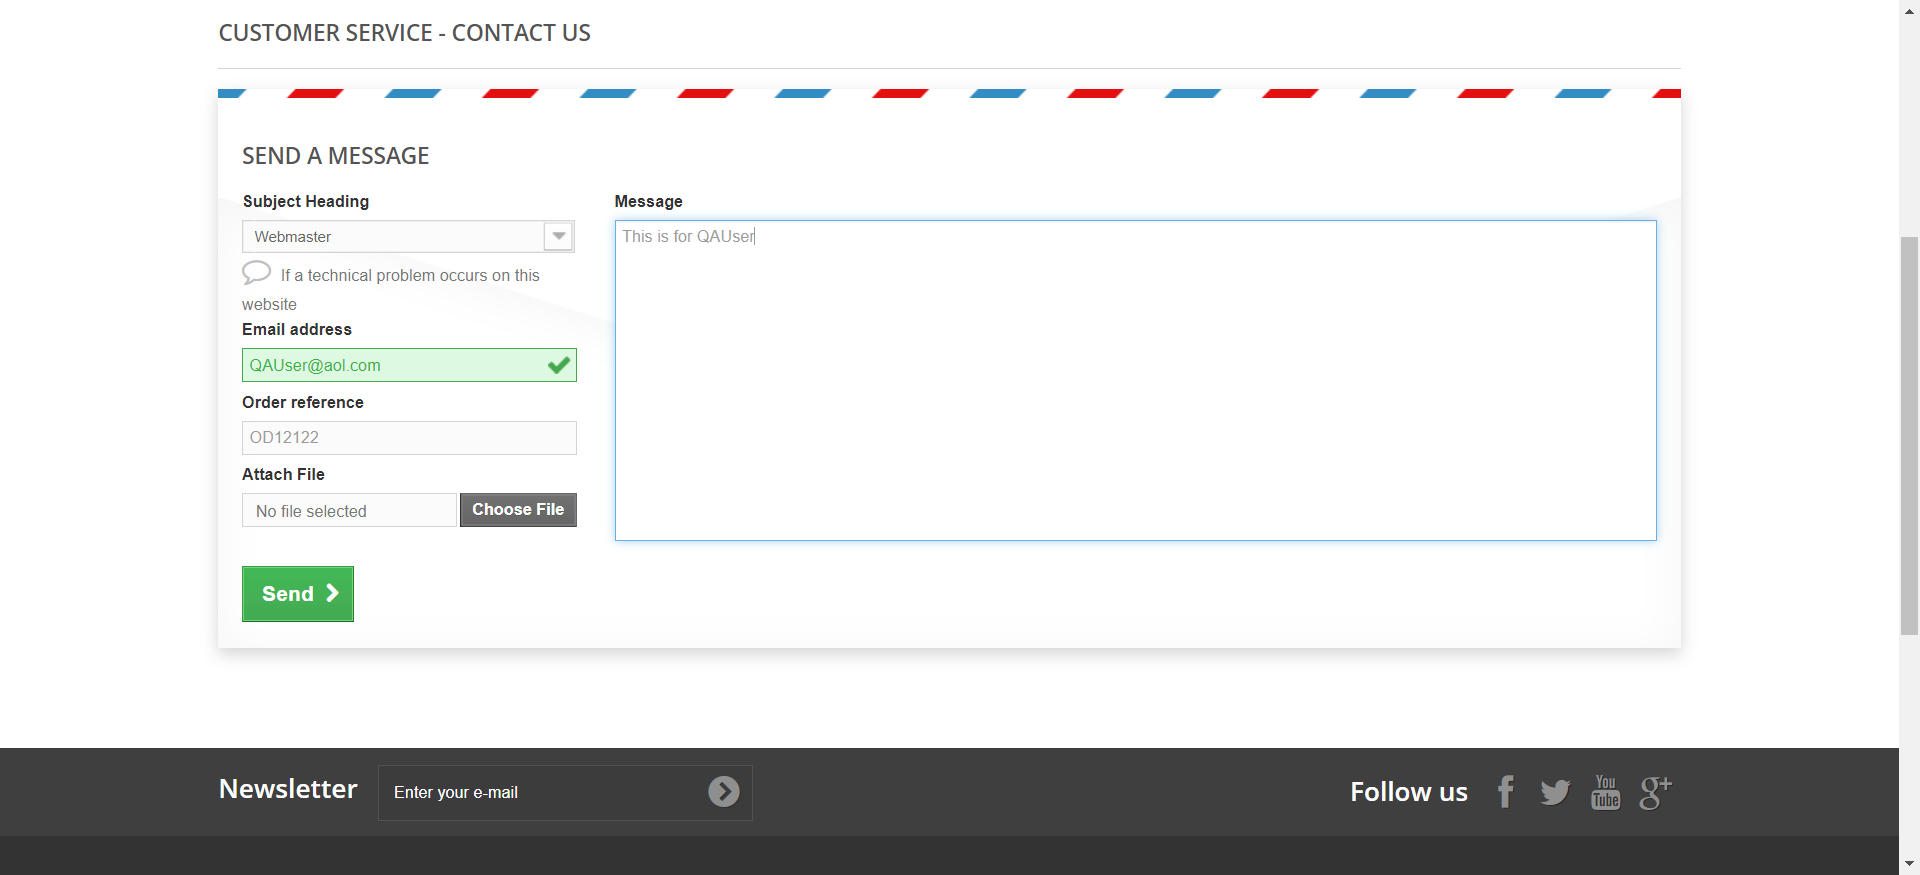 CUSTOMER SERVICE - CONTACT US
SEND A MESSAGE
Subject Heading
Webmaster
If a technical problem occurs on this
website
Email address
QAUser@aol.com
Order reference
OD12122
Attach File
No file selected
Choose File
Send
Message
This is for QAUser
Newsletter
Enter your e-mail
Follow us
f
You
Tube
g+